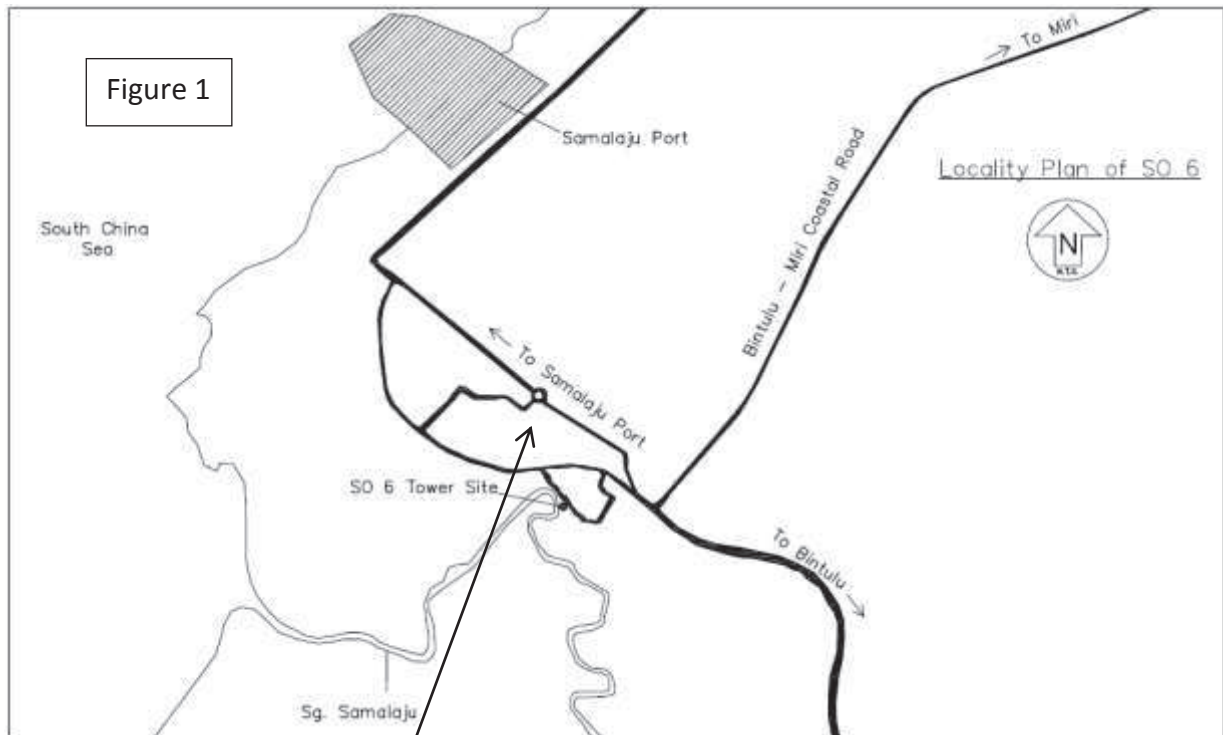 Figure 1
To Miri
Samalaju Port
Bintulu - Miri Coastal Road
Locality Plan of SO 6
N
South China
Sea
To Samalaju Port
SO 6 Tower Site
To Bintulu
Sg. Samalaju